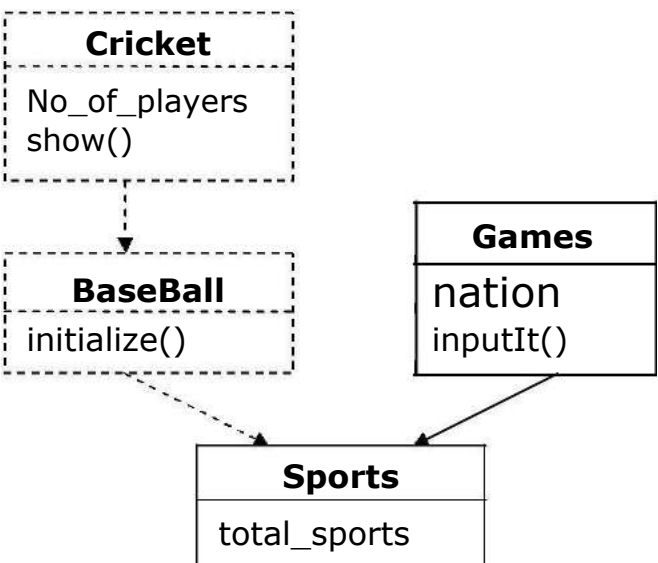 Cricket
No_of_players
show()
BaseBall
initialize()
Games
nation
inputIt()
Sports
total_sports